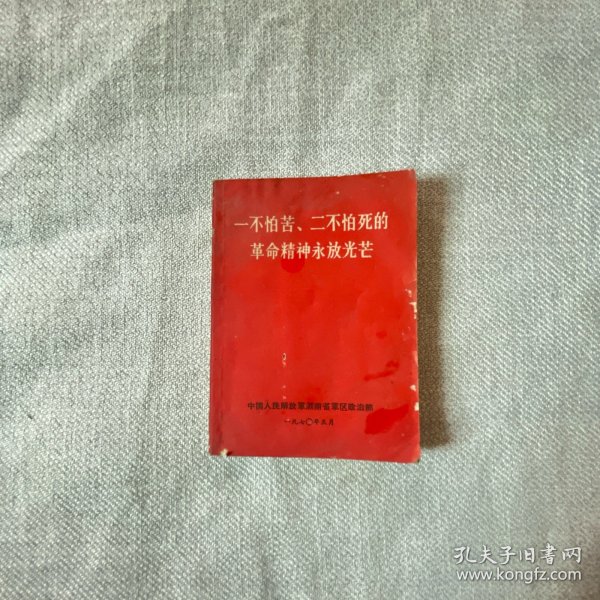 一不怕苦、二不怕死的
革命精神永放光芒
中国人民解放军湖南省军区政治部
一九七〇年三月
孔夫子旧书网
www.kongfz.com